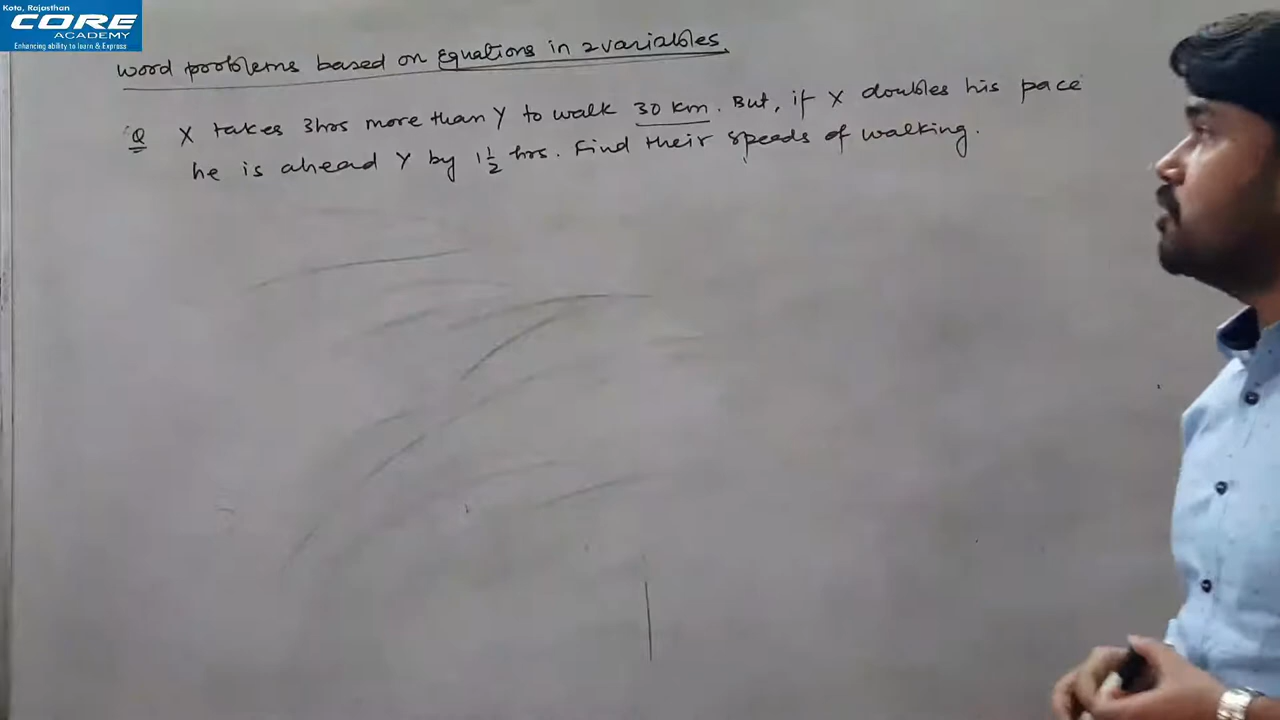 Kota, Rajasthan
CORE
ACADEMY
Enhancing ability to learn & Express
Word problems based on Equations in 2 variables.
Q X takes 3hrs more than Y to walk 30 km. But, if X doubles his pace
he is ahead Y by 1 1/2 hrs. Find their speeds of walking.